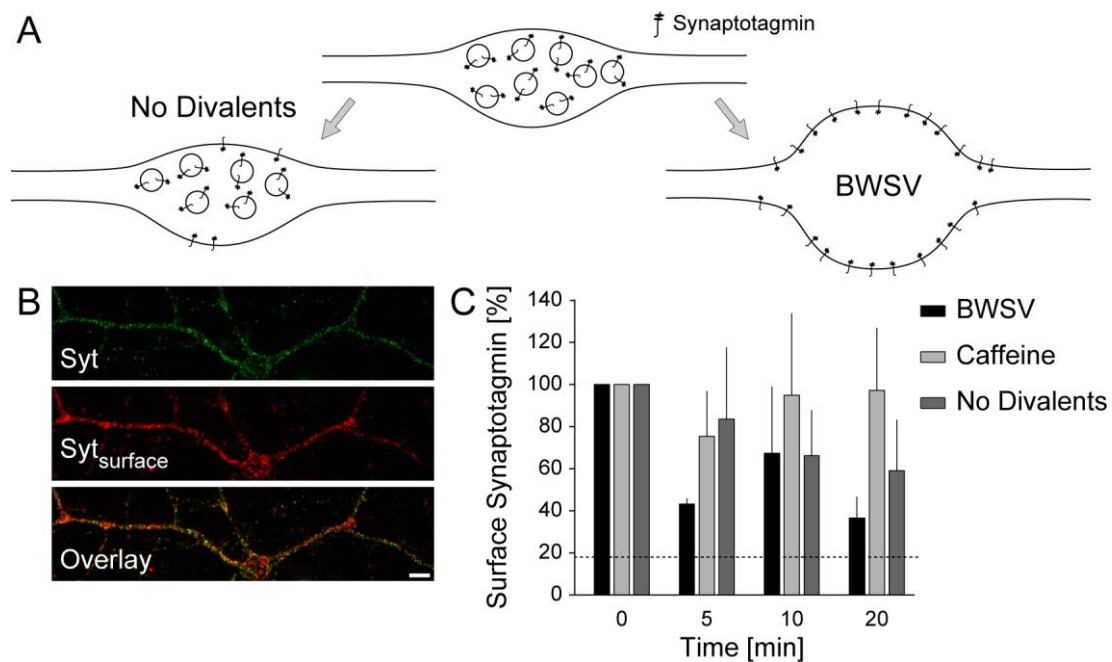 A
Synaptotagmin
No Divalents
BWSV
B
Syt
Syt surface
Overlay
C
Surface Synaptotagmin [%]
140
120
100
80
60
40
20
0
0 5 10 20
Time [min]
BWSV
Caffeine
No Divalents